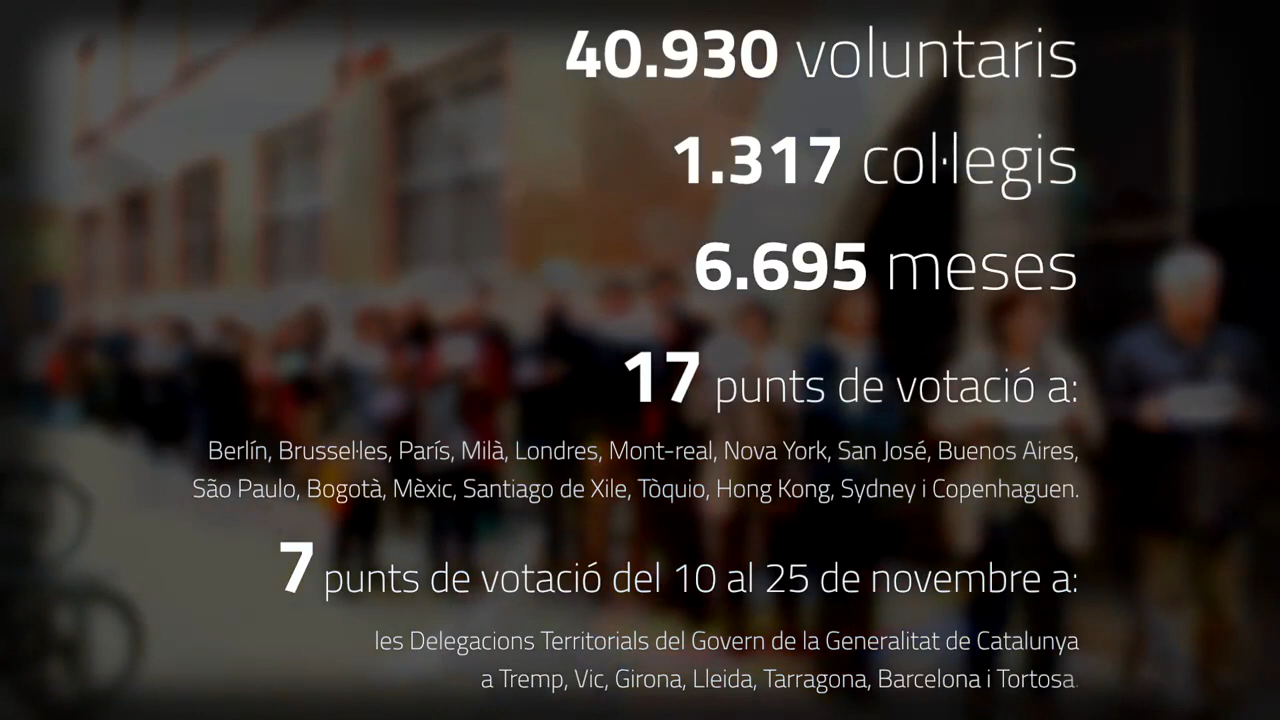 40.930 voluntaris
1.317 col·legis
6.695 meses
17 punts de votació a:
Berlín, Brussel·les, París, Milà, Londres, Mont-real, Nova York, San José, Buenos Aires,
São Paulo, Bogotà, Mèxic, Santiago de Xile, Tòquio, Hong Kong, Sydney i Copenhaguen.
7 punts de votació del 10 al 25 de novembre a:
les Delegacions Territorials del Govern de la Generalitat de Catalunya
a Tremp, Vic, Girona, Lleida, Tarragona, Barcelona i Tortosa.